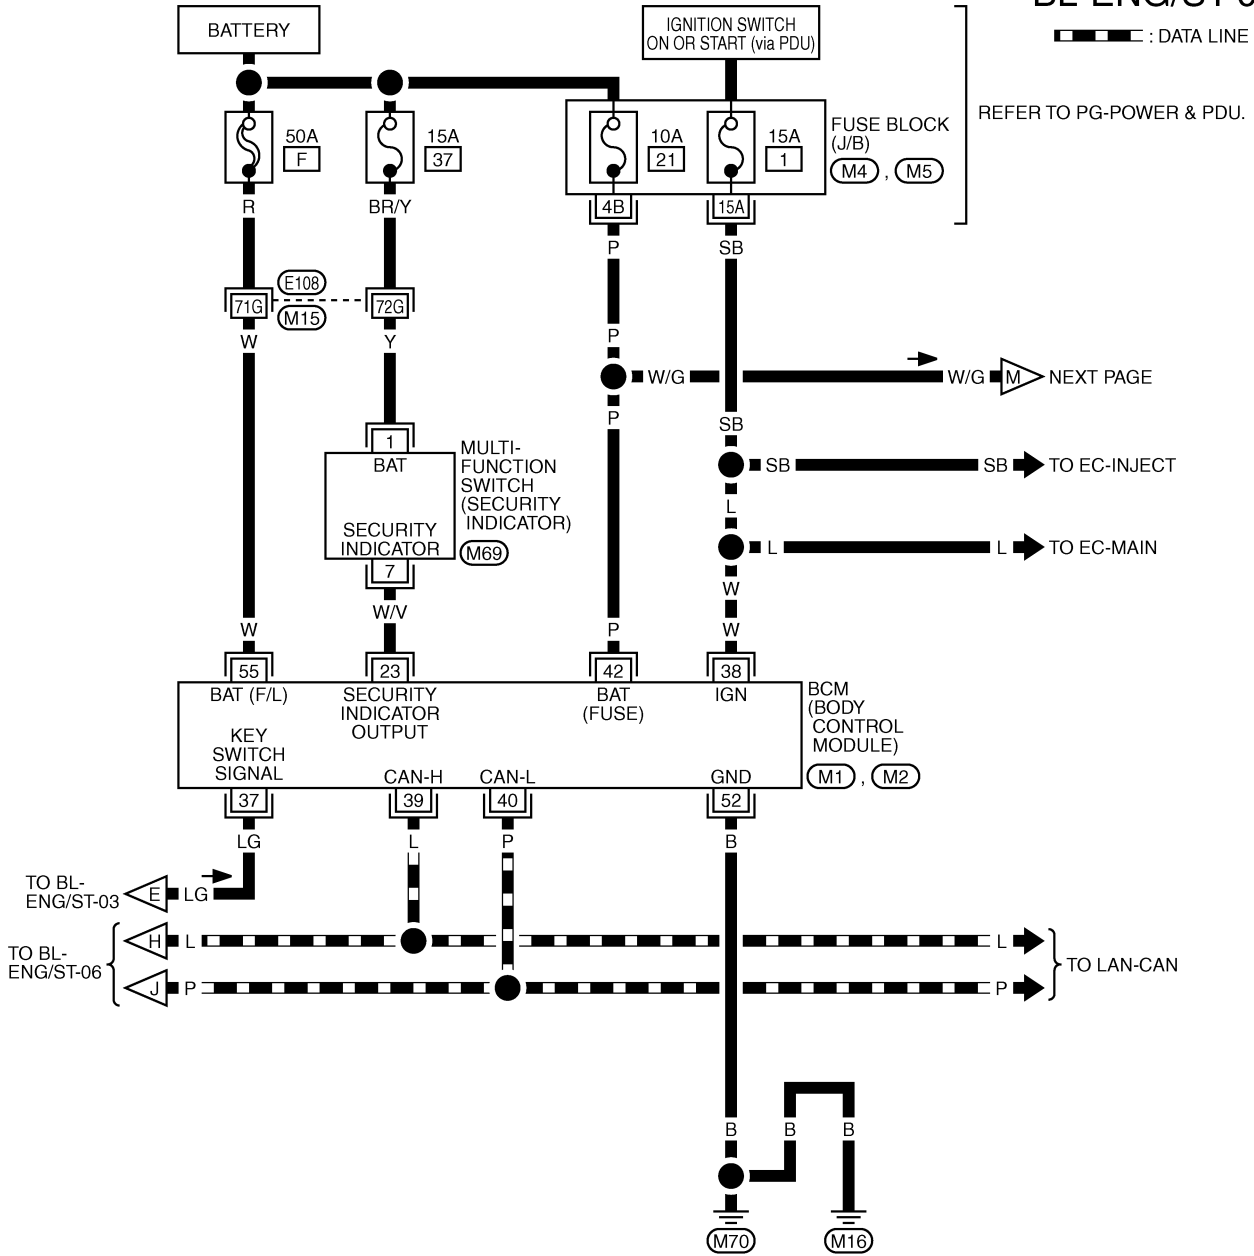 BL-ENG/ST-0
: DATA LINE
BATTERY
IGNITION SWITCH
ON OR START (via PDU)
REFER TO PG-POWER & PDU.
50A
F
15A
37
10A
21
15A
1
FUSE BLOCK
(J/B)
M4 , M5
R
BR/Y
4B
15A
P
SB
71G
E108
M15
72G
W
Y
P
W/G
W/G
M
NEXT PAGE
P
SB
1
BAT
SECURITY
INDICATOR
7
MULTI-
FUNCTION
SWITCH
(SECURITY
INDICATOR)
M69
SB
SB
TO EC-INJECT
L
L
L
TO EC-MAIN
W/V
W
W
P
W
55
23
42
38
BAT (F/L)
SECURITY
INDICATOR
OUTPUT
BAT
(FUSE)
IGN
BCM
(BODY
CONTROL
MODULE)
M1 , M2
KEY
SWITCH
SIGNAL
CAN-H
CAN-L
GND
37
39
40
52
LG
L
P
B
TO BL-
ENG/ST-03
E
LG
TO BL-
ENG/ST-06
H
L
L
J
P
P
TO LAN-CAN
B
B
B
M70
M16